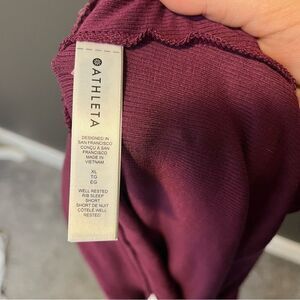 ATHLETA
DESIGNED IN
SAN FRANCISCO
CONÇU À SAN
FRANCISCO
MADE IN
VIETNAM
XL
TG
EG
WELL RESTED
RIB SLEEP
SHORT
SHORT DE NUIT
CÔTELÉ WELL
RESTED